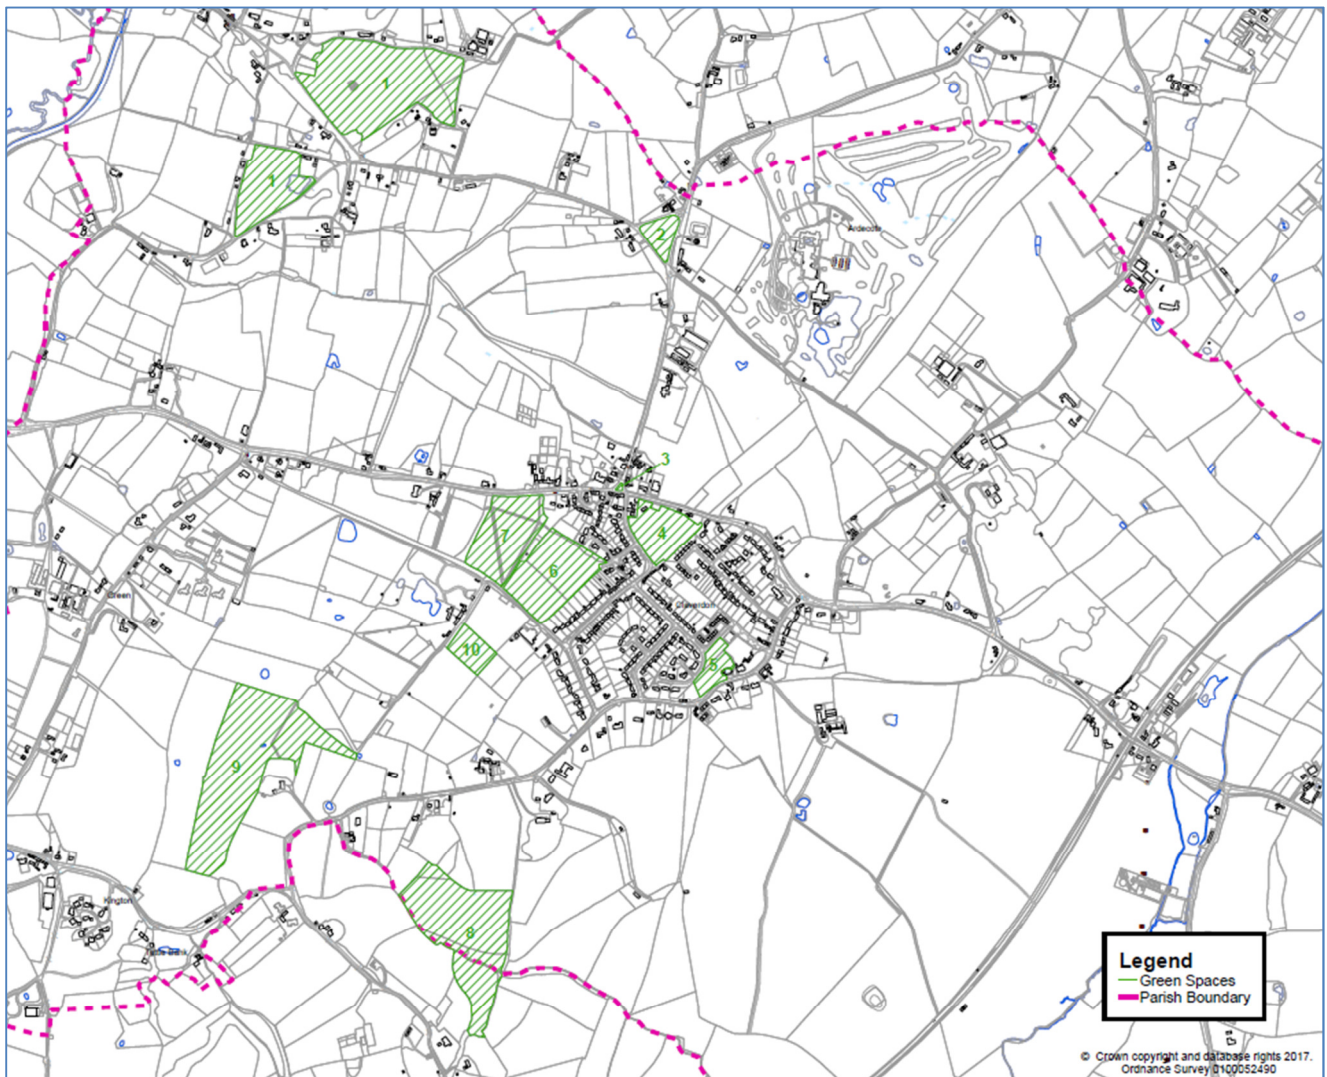 1
1
2
Ardecote
3
4
7
6
Green
Claverdon
10
5
9
Kington
8
Legend
Green Spaces
Parish Boundary
© Crown copyright and database rights 2017.
Ordnance Survey 0100052490